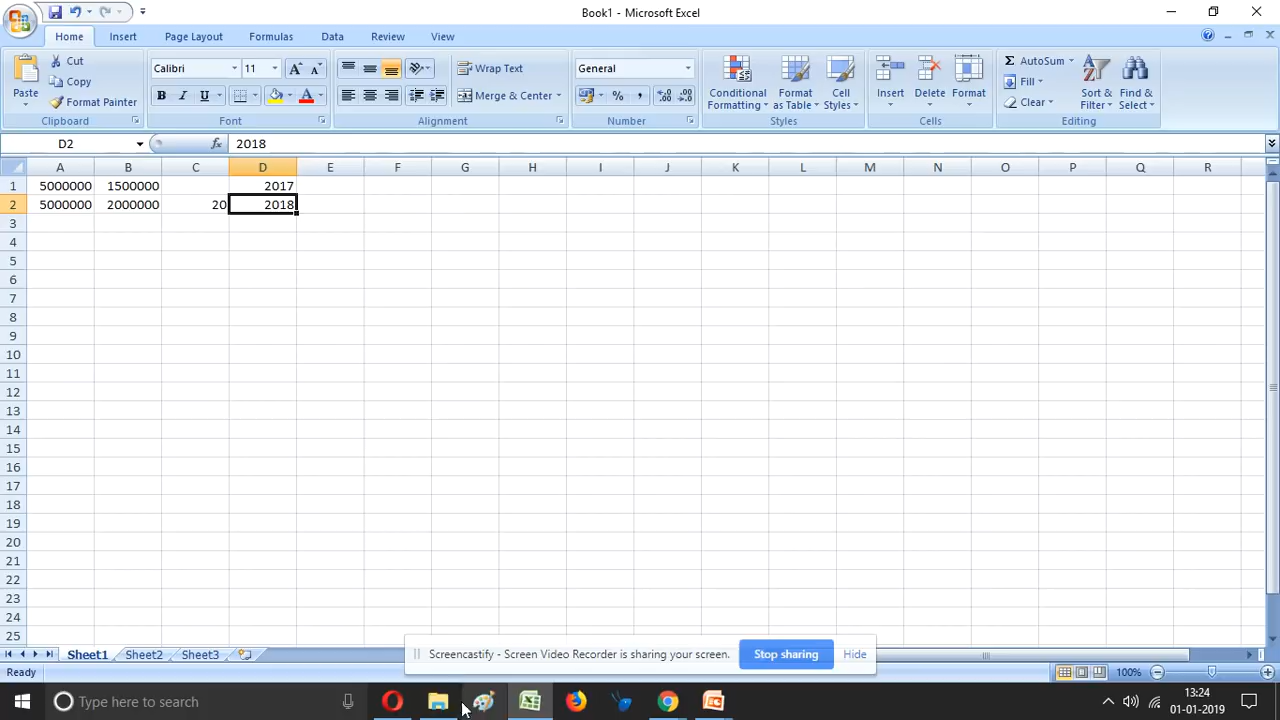 Book1 - Microsoft Excel
Home Insert Page Layout Formulas Data Review View
Paste
Cut
Copy
Format Painter
Clipboard
Calibri 11
B I U
A A A
Font
Wrap Text
Merge & Center
Alignment
General
% , .0 .00 .00 .0
Number
Conditional Formatting
Format as Table
Cell Styles
Styles
Insert Delete Format
Cells
Σ AutoSum
Fill
Clear
Sort & Filter
Find & Select
Editing
D2 fx 2018
A B C D E F G H I J K L M N O P Q R
1 5000000 1500000 2017
2 5000000 2000000 20 2018
3
4
5
6
7
8
9
10
11
12
13
14
15
16
17
18
19
20
21
22
23
24
25
Sheet1 Sheet2 Sheet3
Screencastify - Screen Video Recorder is sharing your screen. Stop sharing Hide
Ready 100%
Type here to search
13:24
01-01-2019